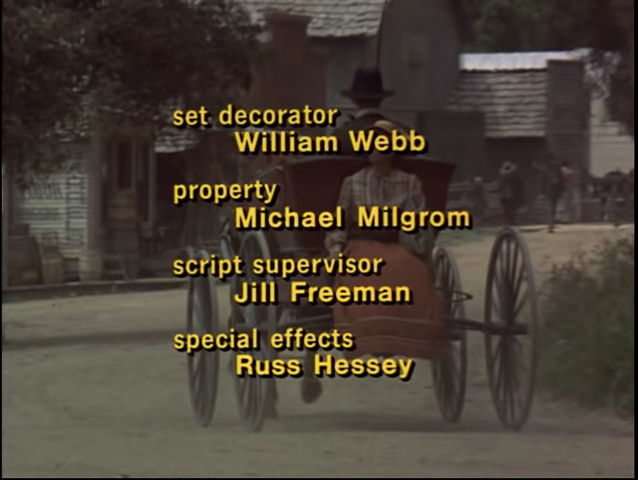 set decorator
William Webb
property
Michael Milgrom
script supervisor
Jill Freeman
special effects
Russ Hessey